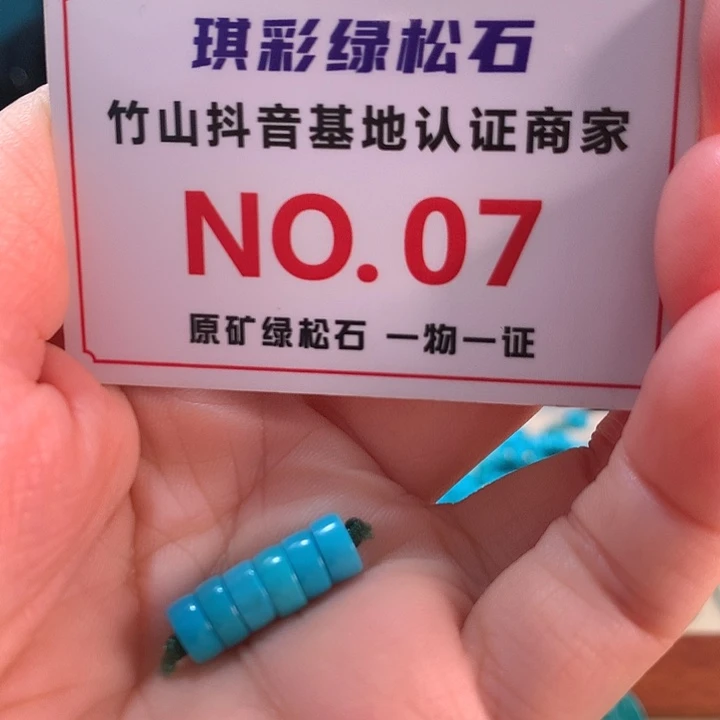 琪彩绿松石
竹山抖音基地认证商家
NO.07
原矿绿松石 一物一证